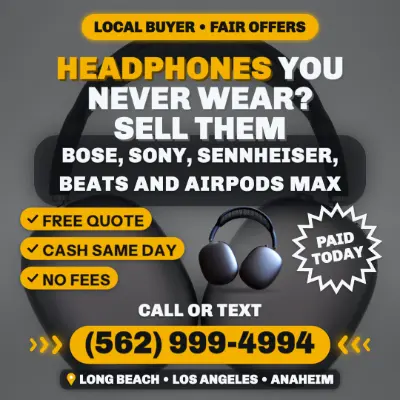 LOCAL BUYER • FAIR OFFERS
HEADPHONES YOU
NEVER WEAR?
SELL THEM
BOSE, SONY, SENNHEISER,
BEATS AND AIRPODS MAX
FREE QUOTE
CASH SAME DAY
NO FEES
PAID
TODAY
CALL OR TEXT
(562) 999-4994
LONG BEACH • LOS ANGELES • ANAHEIM